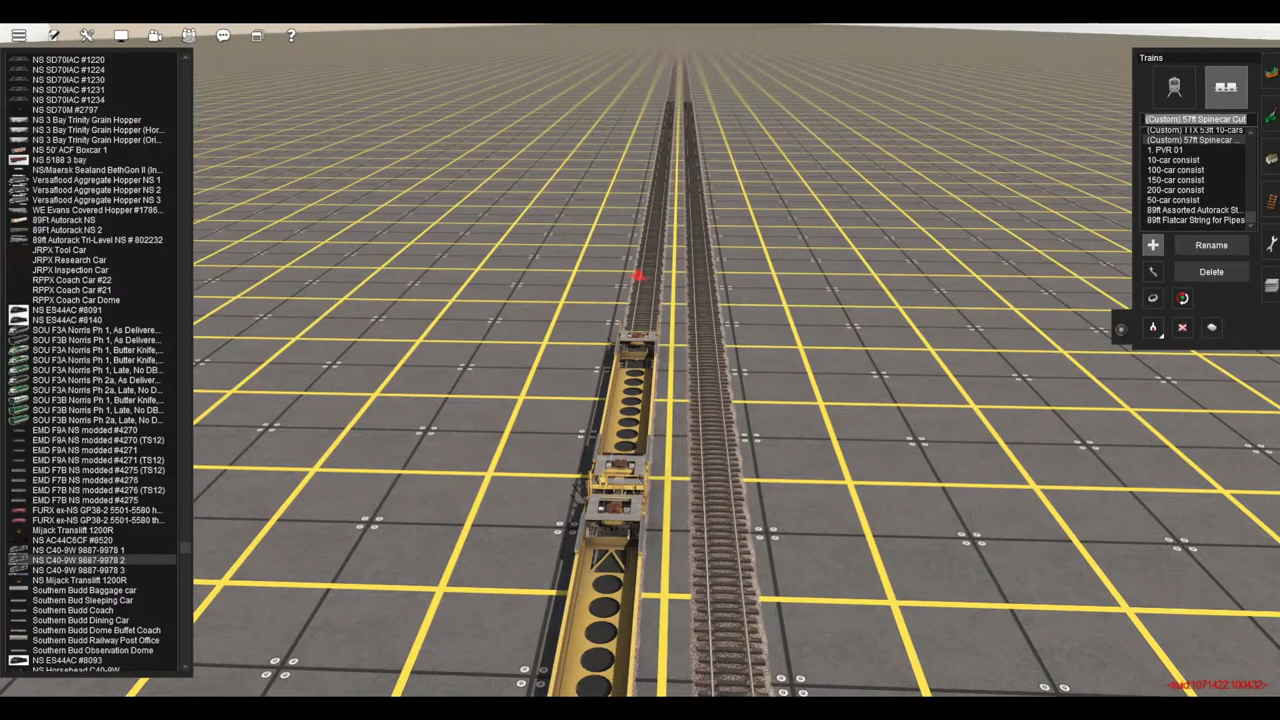 ?
NS SD70IAC #1220
NS SD70IAC #1224
NS SD70IAC #1230
NS SD70IAC #1231
NS SD70IAC #1234
NS SD70M #2797
NS 3 Bay Trinity Grain Hopper
NS 3 Bay Trinity Grain Hopper (Hor...
NS 3 Bay Trinity Grain Hopper (Ori...
NS 50' ACF Boxcar 1
NS 5188 3 bay
NS/Maersk Sealand BethGon II (In...
Versaflood Aggregate Hopper NS 1
Versaflood Aggregate Hopper NS 2
Versaflood Aggregate Hopper NS 3
WE Evans Covered Hopper #1786...
89Ft Autorack NS
89Ft Autorack NS 2
89ft Autorack Tri-Level NS # 802232
JRPX Tool Car
JRPX Research Car
JRPX Inspection Car
RPPX Coach Car #22
RPPX Coach Car #21
RPPX Coach Car Dome
NS ES44AC #8091
NS ES44AC #8140
SOU F3A Norris Ph 1, As Delivere...
SOU F3B Norris Ph 1, As Delivere...
SOU F3A Norris Ph 1, Butter Knife,...
SOU F3A Norris Ph 1, Butter Knife,...
SOU F3A Norris Ph 1, Late, No DB...
SOU F3A Norris Ph 2a, As Deliver...
SOU F3A Norris Ph 2a, Late, No D...
SOU F3B Norris Ph 1, Butter Knife,...
SOU F3B Norris Ph 1, Late, No DB...
SOU F3B Norris Ph 2a, Late, No D...
EMD F9A NS modded #4270
EMD F9A NS modded #4270 (TS12)
EMD F9A NS modded #4271
EMD F9A NS modded #4271 (TS12)
EMD F7B NS modded #4275 (TS12)
EMD F7B NS modded #4276
EMD F7B NS modded #4276 (TS12)
EMD F7B NS modded #4275
FURX ex-NS GP38-2 5501-5580 h...
FURX ex-NS GP38-2 5501-5580 th...
Mijack Translift 1200R
NS AC44C6CF #8520
NS C40-9W 9887-9978 1
NS C40-9W 9887-9978 2
NS C40-9W 9887-9978 3
NS Mijack Translift 1200R
Southern Budd Baggage car
Southern Bud Sleeping Car
Southern Budd Coach
Southern Budd Dining Car
Southern Budd Dome Buffet Coach
Southern Budd Railway Post Office
Southern Bud Observation Dome
NS ES44AC #8093
NS Horsehead C40-9W
Trains
(Custom) 57ft Spinecar Cut
(Custom) TTX 53ft 10-cars
(Custom) 57ft Spinecar ...
1. PVR 01
10-car consist
100-car consist
150-car consist
200-car consist
50-car consist
89ft Assorted Autorack St...
89ft Flatcar String for Pipes
Rename
Delete
<kuid:1071422:100432>